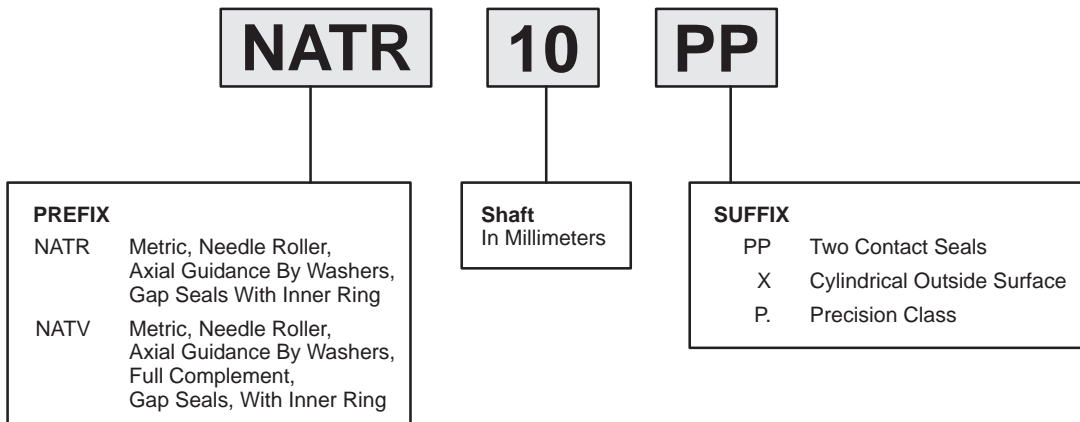 NATR 10 PP
PREFIX
NATR Metric, Needle Roller,
Axial Guidance By Washers,
Gap Seals With Inner Ring
NATV Metric, Needle Roller,
Axial Guidance By Washers,
Full Complement,
Gap Seals, With Inner Ring
Shaft
In Millimeters
SUFFIX
PP Two Contact Seals
X Cylindrical Outside Surface
P. Precision Class